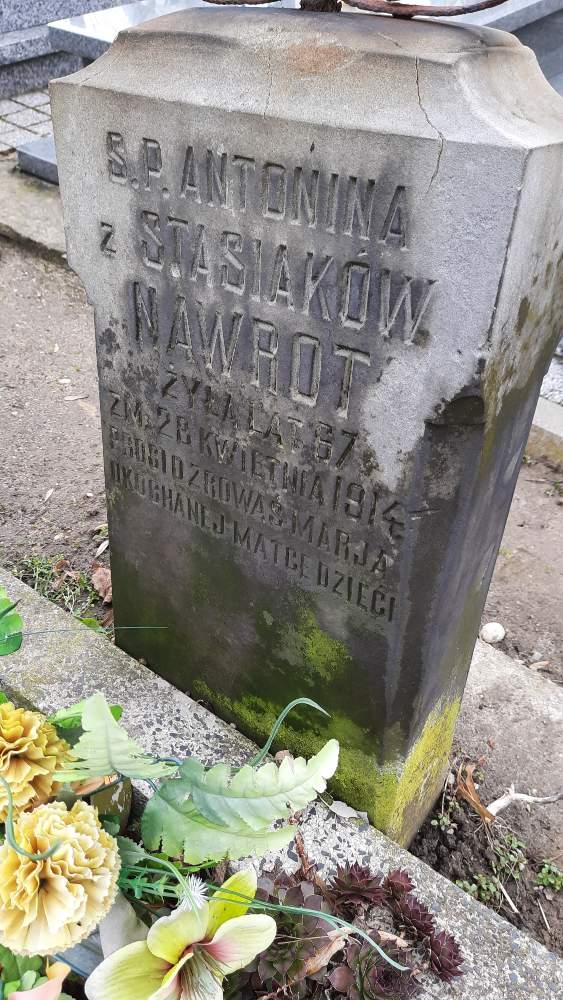 Ś.P. ANTONINA
z STASIAKÓW
NAWROT
ŻYŁA LAT 67
ZM. 28 KWIETNIA 1914 r.
PROSI O ZDROWAŚ MARJA
UKOCHANEJ MATCE DZIECI